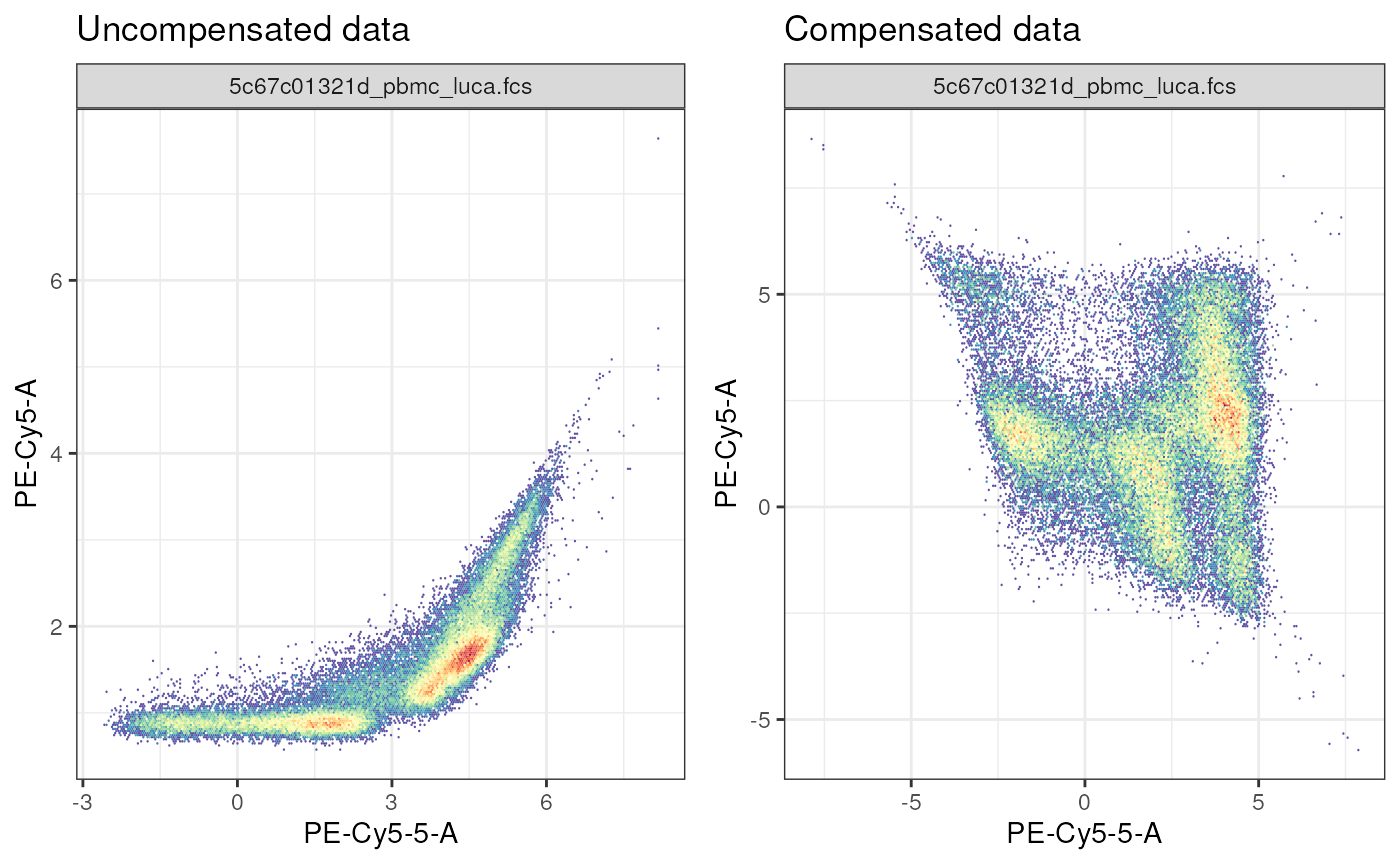 Uncompensated data
5c67c01321d_pbmc_luca.fcs
PE-Cy5-A
6
4
2
-3 0 3 6
PE-Cy5-5-A
Compensated data
5c67c01321d_pbmc_luca.fcs
PE-Cy5-A
5
0
-5
-5 0 5
PE-Cy5-5-A